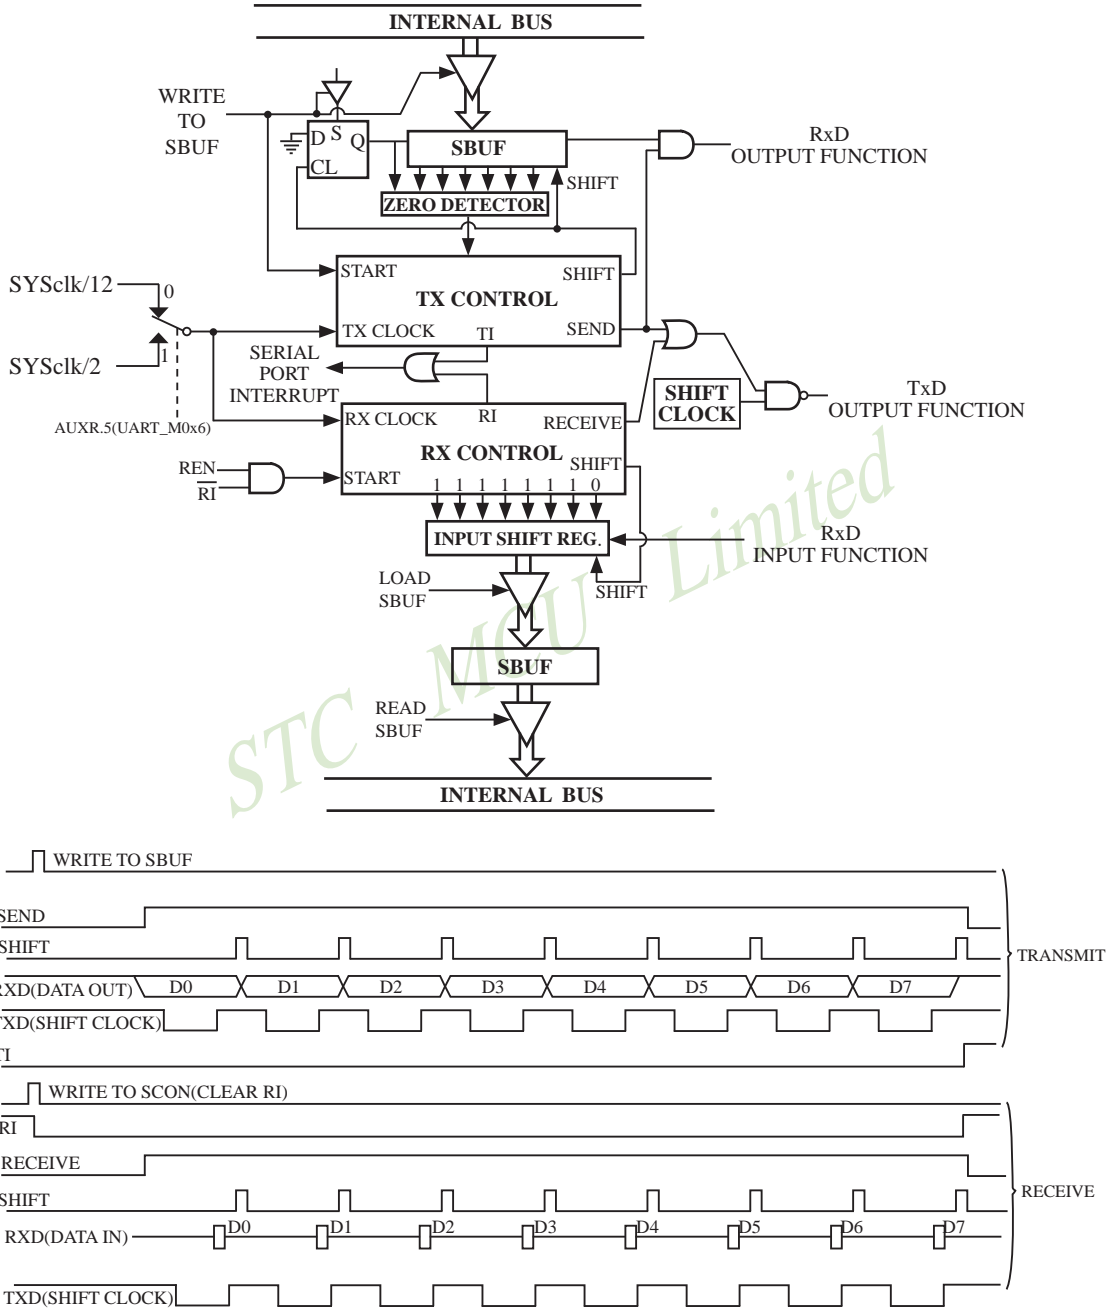 INTERNAL BUS
WRITE
TO
SBUF
D S Q
CL
SBUF
SHIFT
ZERO DETECTOR
RxD
OUTPUT FUNCTION
SYSclk/12
0
1
SYSclk/2
AUXR.5(UART_M0x6)
START
SHIFT
TX CONTROL
TX CLOCK
TI
SEND
SERIAL
PORT
INTERRUPT
SHIFT
CLOCK
TxD
OUTPUT FUNCTION
RX CLOCK
RI
RECEIVE
RX CONTROL
SHIFT
START
1 1 1 1 1 1 1 0
REN
RI
INPUT SHIFT REG.
RxD
INPUT FUNCTION
LOAD
SBUF
SHIFT
SBUF
READ
SBUF
INTERNAL BUS
STC MCU Limited
WRITE TO SBUF
SEND
SHIFT
RXD(DATA OUT) D0 D1 D2 D3 D4 D5 D6 D7
TXD(SHIFT CLOCK)
TI
TRANSMIT
WRITE TO SCON(CLEAR RI)
RI
RECEIVE
SHIFT
RXD(DATA IN) D0 D1 D2 D3 D4 D5 D6 D7
TXD(SHIFT CLOCK)
RECEIVE